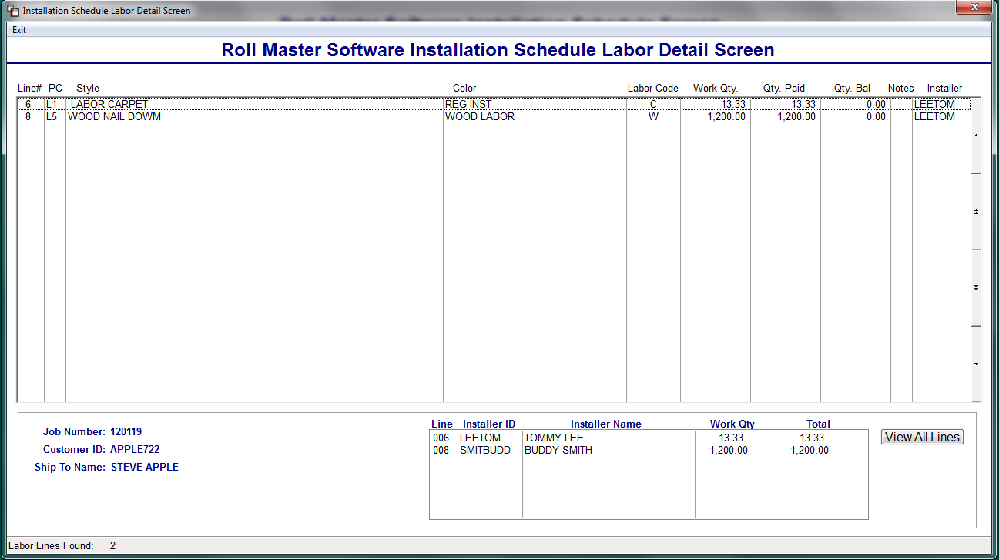 Installation Schedule Labor Detail Screen
Exit
Roll Master Software Installation Schedule Labor Detail Screen
Line# PC Style Color Labor Code Work Qty. Qty. Paid Qty. Bal Notes Installer
6 L1 LABOR CARPET REG INST C 13.33 13.33 0.00 LEETOM
8 L5 WOOD NAIL DOWM WOOD LABOR W 1,200.00 1,200.00 0.00 LEETOM
Job Number: 120119
Customer ID: APPLE722
Ship To Name: STEVE APPLE
Line Installer ID Installer Name Work Qty Total
006 LEETOM TOMMY LEE 13.33 13.33
008 SMITBUDD BUDDY SMITH 1,200.00 1,200.00
View All Lines
Labor Lines Found: 2